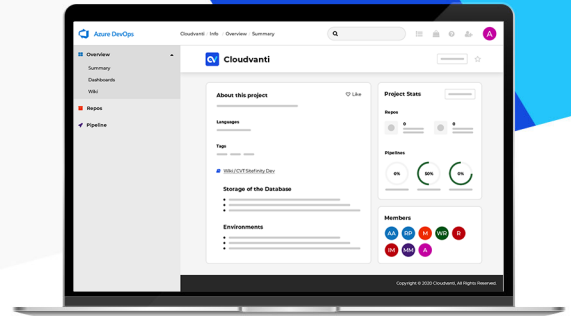 Azure DevOps
Cloudvanti / Info / Overview / Summary
A
Overview
Summary
Dashboards
Wiki
Repos
Pipeline
CV Cloudvanti
About this project
Like
Languages
Tags
Wiki / CVT Sitefinity Dev
Storage of the Database
Environments
Project Stats
Repos
0
0
Pipelines
0%
50%
0%
Members
AA RP M WR R
IM MM A
Copyright © 2020 Cloudvanti, All Rights Reserved